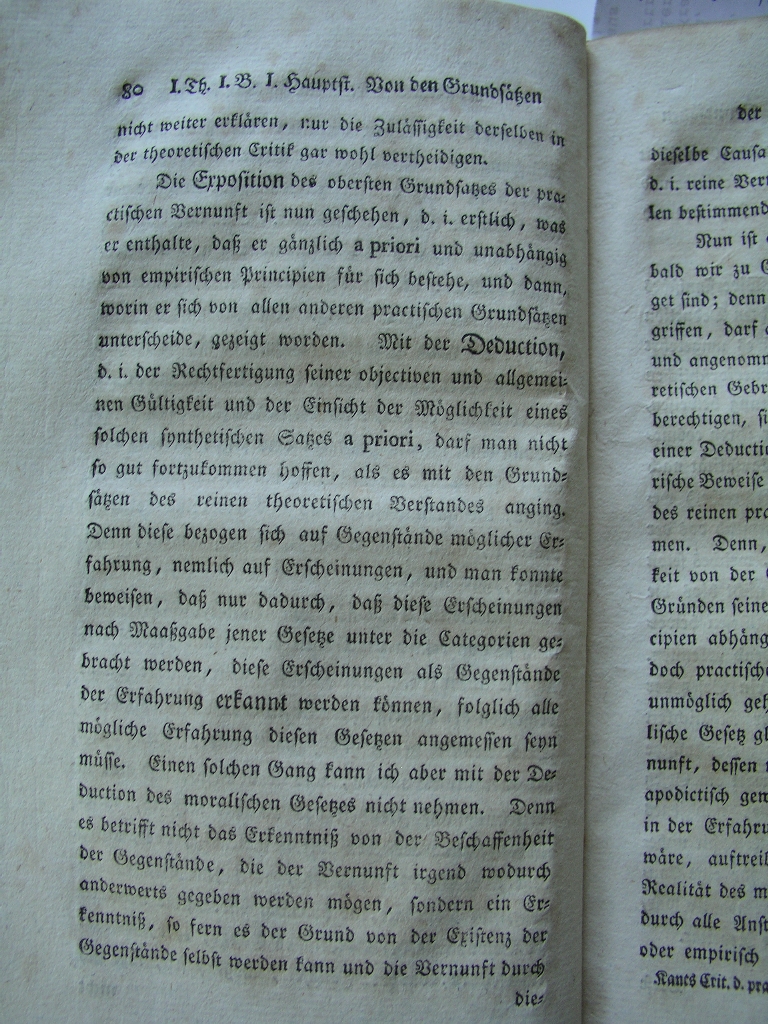 80 I. Th. I. B. I. Hauptst. Von den Grundsätzen
nicht weiter erklären, nur die Zulässigkeit derselben in
der theoretischen Critik gar wohl vertheidigen.
Die Exposition des obersten Grundsatzes der pra-
ctischen Vernunft ist nun geschehen, d. i. erstlich, was
er enthalte, daß er gänzlich a priori und unabhängig
von empirischen Principien für sich bestehe, und dann,
worin er sich von allen anderen practischen Grundsätzen
unterscheide, gezeigt worden. Mit der Deduction,
d. i. der Rechtfertigung seiner objectiven und allgemei-
nen Gültigkeit und der Einsicht der Möglichkeit eines
solchen synthetischen Satzes a priori, darf man nicht
so gut fortzukommen hoffen, als es mit den Grund-
sätzen des reinen theoretischen Verstandes anging.
Denn diese bezogen sich auf Gegenstände möglicher Er-
fahrung, nemlich auf Erscheinungen, und man konnte
beweisen, daß nur dadurch, daß diese Erscheinungen
nach Maaßgabe jener Gesetze unter die Categorien ge-
bracht werden, diese Erscheinungen als Gegenstände
der Erfahrung erkannt werden können, folglich alle
mögliche Erfahrung diesen Gesetzen angemessen seyn
müsse. Einen solchen Gang kann ich aber mit der De-
duction des moralischen Gesetzes nicht nehmen. Denn
es betrifft nicht das Erkenntniß von der Beschaffenheit
der Gegenstände, die der Vernunft irgend wodurch
anderwerts gegeben werden mögen, sondern ein Er-
kenntniß, so fern es der Grund von der Existenz der
Gegenstände selbst werden kann und die Vernunft durch
die-
der
dieselbe Causa
d. i. reine Ver
len bestimmend
Nun ist
bald wir zu
get sind; denn
griffen, darf
und angenomm
retischen Gebr
berechtigen, si
einer Deducti
rische Beweise
des reinen pra
men. Denn,
keit von der
Gründen seine
cipien abhäng
doch practische
unmöglich geh
lische Gesetz gl
nunft, dessen
apodictisch gew
in der Erfahru
wäre, auftreib
Realität des m
durch alle Anst
oder empirisch
Kants Crit. d. pra